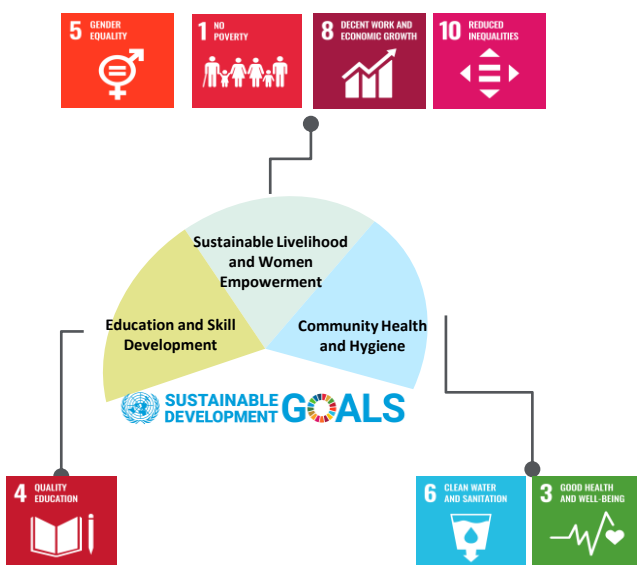 5 GENDER
EQUALITY
1 NO
POVERTY
8 DECENT WORK AND
ECONOMIC GROWTH
10 REDUCED
INEQUALITIES
Sustainable Livelihood
and Women
Empowerment
Education and Skill
Development
Community Health
and Hygiene
SUSTAINABLE
DEVELOPMENT GOALS
4 QUALITY
EDUCATION
6 CLEAN WATER
AND SANITATION
3 GOOD HEALTH
AND WELL-BEING